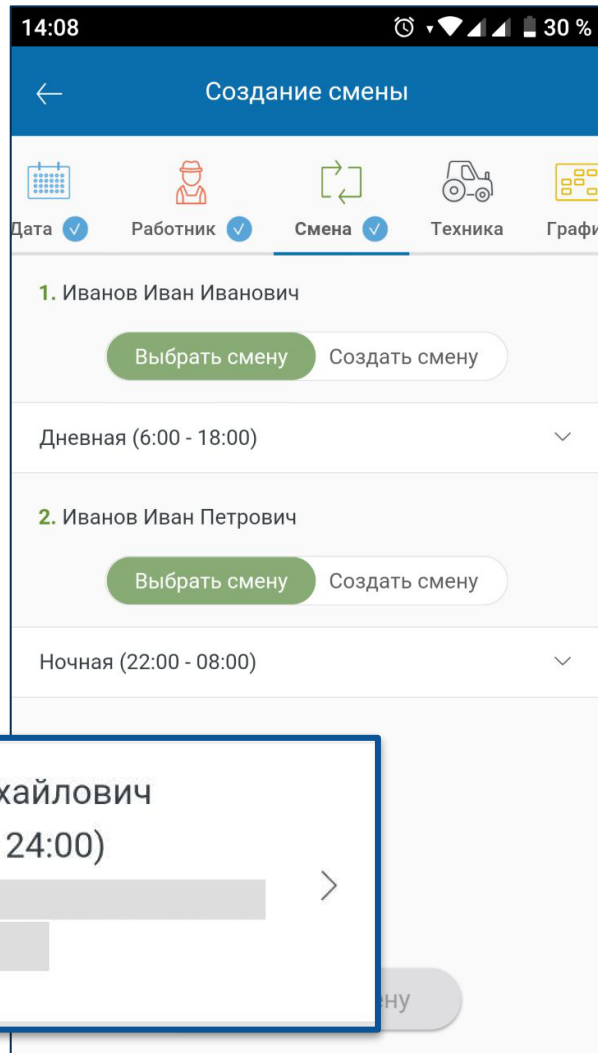 14:08 30 %
Создание смены
Дата Работник Смена Техника Графи
1. Иванов Иван Иванович
Выбрать смену Создать смену
Дневная (6:00 - 18:00)
2. Иванов Иван Петрович
Выбрать смену Создать смену
Ночная (22:00 - 08:00)
хайлович
24:00)
ну